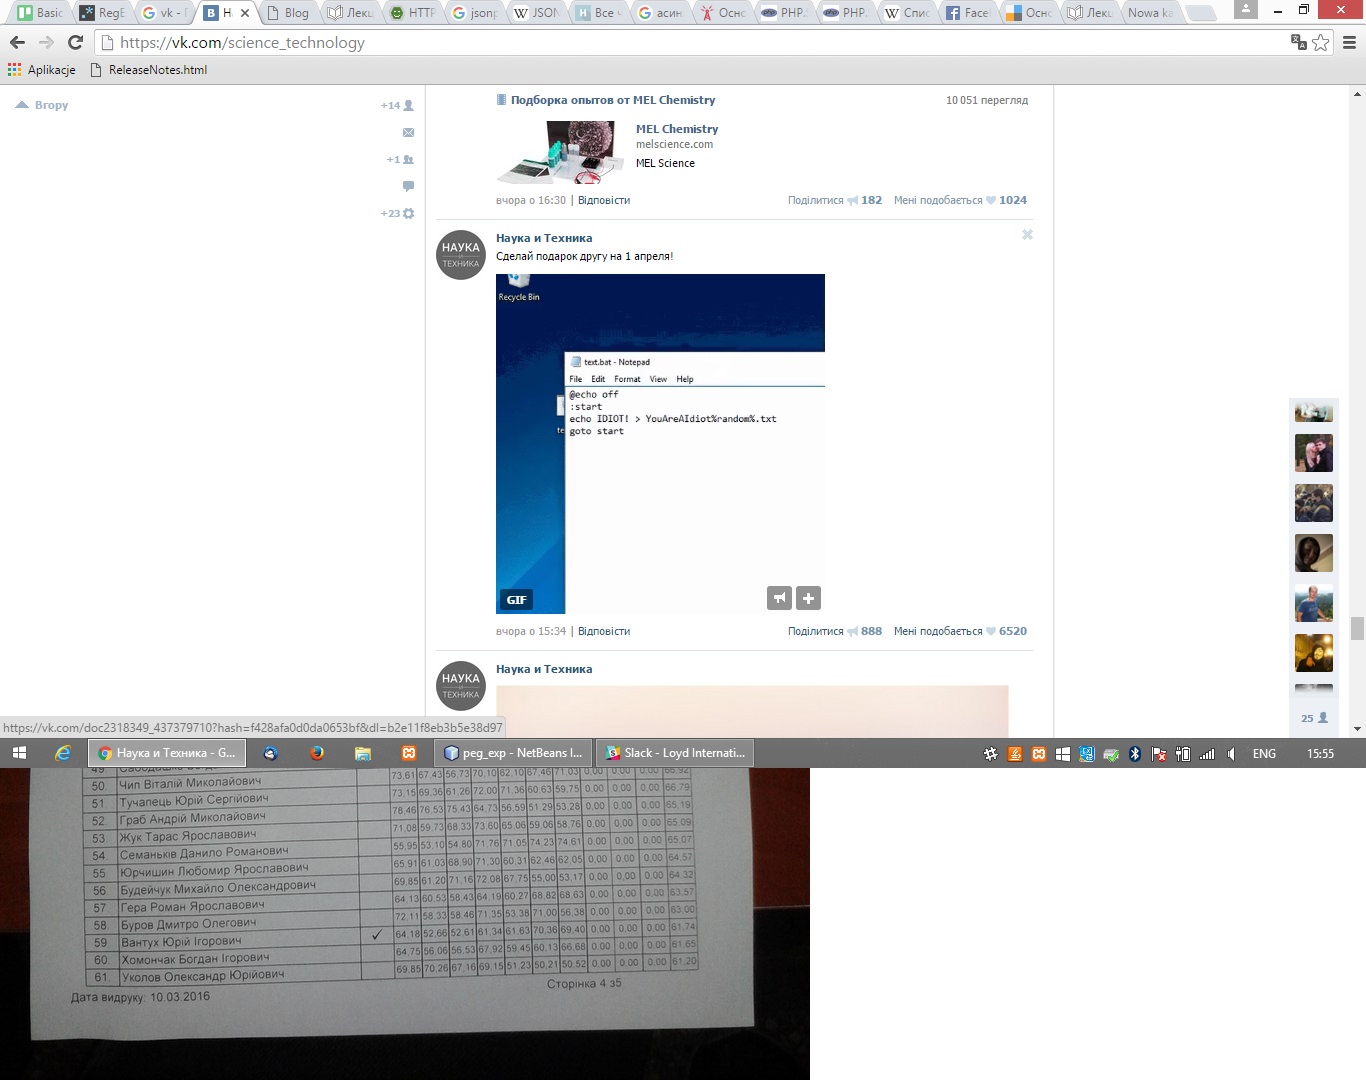 Basic
RegE
vk - 
На
Blog
Лекц
HTTP
jsonp
JSON
Все ч
асин
Осно
PHP.
PHP.
Спис
Face
Осно
Лекц
Nowa ka
https://vk.com/science_technology
Aplikacje
ReleaseNotes.html
Вгору
+14
+1
+23
Подборка опытов от MEL Chemistry
10 051 перегляд
MEL Chemistry
melscience.com
MEL Science
вчора о 16:30 | Відповісти
Поділитися 182 Мені подобається 1024
НАУКА И ТЕХНИКА
Наука и Техника
Сделай подарок другу на 1 апреля!
Recycle Bin
text.bat - Notepad
File Edit Format View Help
@echo off
:start
echo IDIOT! > YouAreAIdiot%random%.txt
goto start
GIF
вчора о 15:34 | Відповісти
Поділитися 888 Мені подобається 6520
НАУКА И ТЕХНИКА
Наука и Техника
25
https://vk.com/doc2318349_437379710?hash=f428afa0d0da0653bf&dl=b2e11f8eb3b5e38d97
Наука и Техника - G...
peg_exp - NetBeans I...
Slack - Loyd Internati...
ENG
15:55
49. 73,61 67,43 56,73 70,10 62,10 67,46 71,03 0,00 0,00 0,00 66,92
50. Чип Віталій Миколайович 73,15 69,36 61,26 72,00 71,36 60,63 59,75 0,00 0,00 0,00 66,79
51. Тучапець Юрій Сергійович 78,46 76,53 75,43 64,73 56,59 51,29 53,28 0,00 0,00 0,00 65,19
52. Граб Андрій Миколайович 71,08 59,73 68,33 73,60 65,06 59,06 58,76 0,00 0,00 0,00 65,09
53. Жук Тарас Ярославович 55,95 53,10 54,80 71,76 71,05 74,23 74,61 0,00 0,00 0,00 65,07
54. Семаньків Данило Романович 65,91 61,03 68,90 71,30 60,31 62,46 62,05 0,00 0,00 0,00 64,57
55. Юрчишин Любомир Ярославович 69,85 61,20 71,16 72,08 67,75 55,00 53,17 0,00 0,00 0,00 64,32
56. Будейчук Михайло Олександрович 64,13 60,53 58,43 64,19 60,27 68,82 68,63 0,00 0,00 0,00 63,57
57. Гера Роман Ярославович 72,11 58,33 58,46 71,35 53,38 71,00 56,38 0,00 0,00 0,00 63,00
58. Буров Дмитро Олегович ✓ 64,18 52,66 52,61 61,34 61,63 70,36 69,40 0,00 0,00 0,00 61,74
59. Вантух Юрій Ігорович 64,75 56,06 56,53 67,92 59,45 60,13 66,68 0,00 0,00 0,00 61,65
60. Хомончак Богдан Ігорович 69,85 70,26 67,16 69,15 51,23 50,21 50,52 0,00 0,00 0,00 61,20
61. Уколов Олександр Юрійович
Дата видруку: 10.03.2016
Сторінка 4 з5